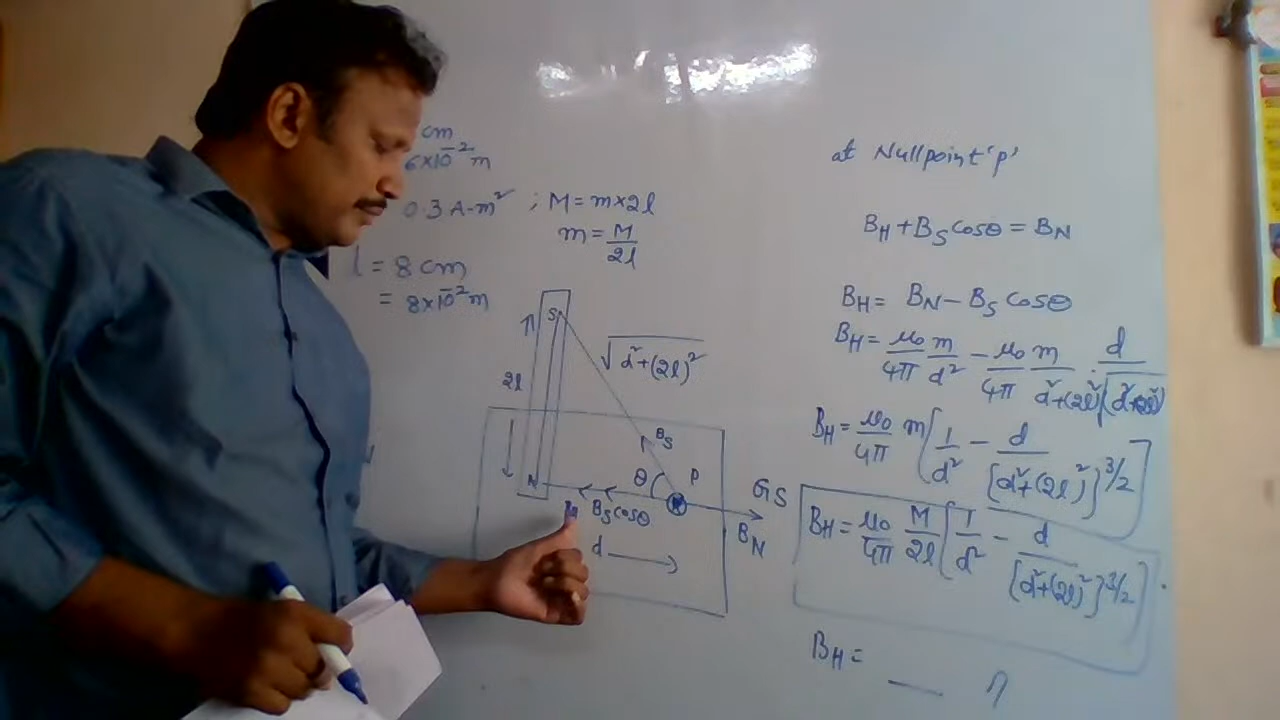 cm
6×10⁻² m
0.3 A-m² ; M = m×2l
m = M/2l
l = 8 cm
= 8×10⁻² m
S
2l
√d²+(2l)²
B_S
θ
P
N
B_S cosθ
d
GS
B_N
at Nullpoint 'p'
B_H + B_S cosθ = B_N
B_H = B_N − B_S cosθ
B_H = μ₀/4π m/d² − μ₀/4π m/d²+(2l)² · d/√(d²+(2l)²)
B_H = μ₀/4π m [1/d² − d/[d²+(2l)²}^3/2]
B_H = μ₀/4π M/2l [1/d² − d/[d²+(2l)²}^3/2]
B_H =